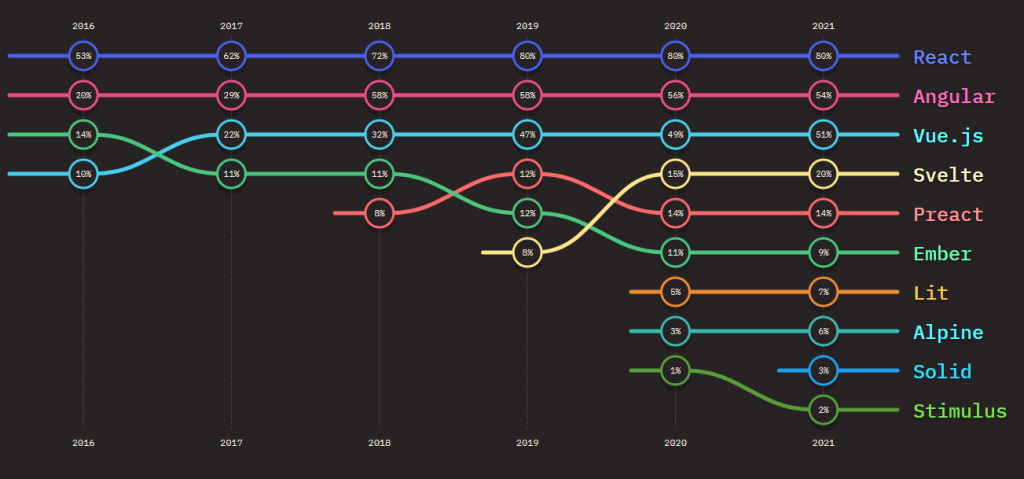 2016 2017 2018 2019 2020 2021
53% 62% 72% 80% 80% 80% React
20% 29% 58% 58% 56% 54% Angular
14% 22% 32% 47% 49% 51% Vue.js
10% 11% 11% 12% 15% 20% Svelte
8% 12% 14% 14% Preact
8% 11% 9% Ember
5% 7% Lit
3% 6% Alpine
1% 3% Solid
2% Stimulus
2016 2017 2018 2019 2020 2021